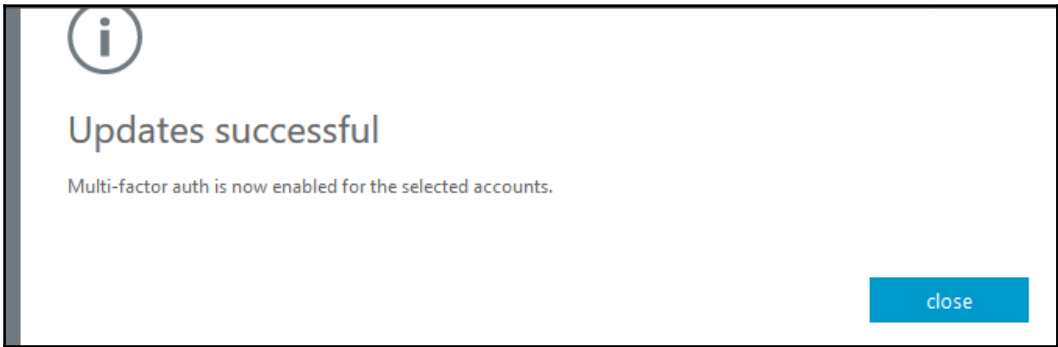 Updates successful
Multi-factor auth is now enabled for the selected accounts.
close